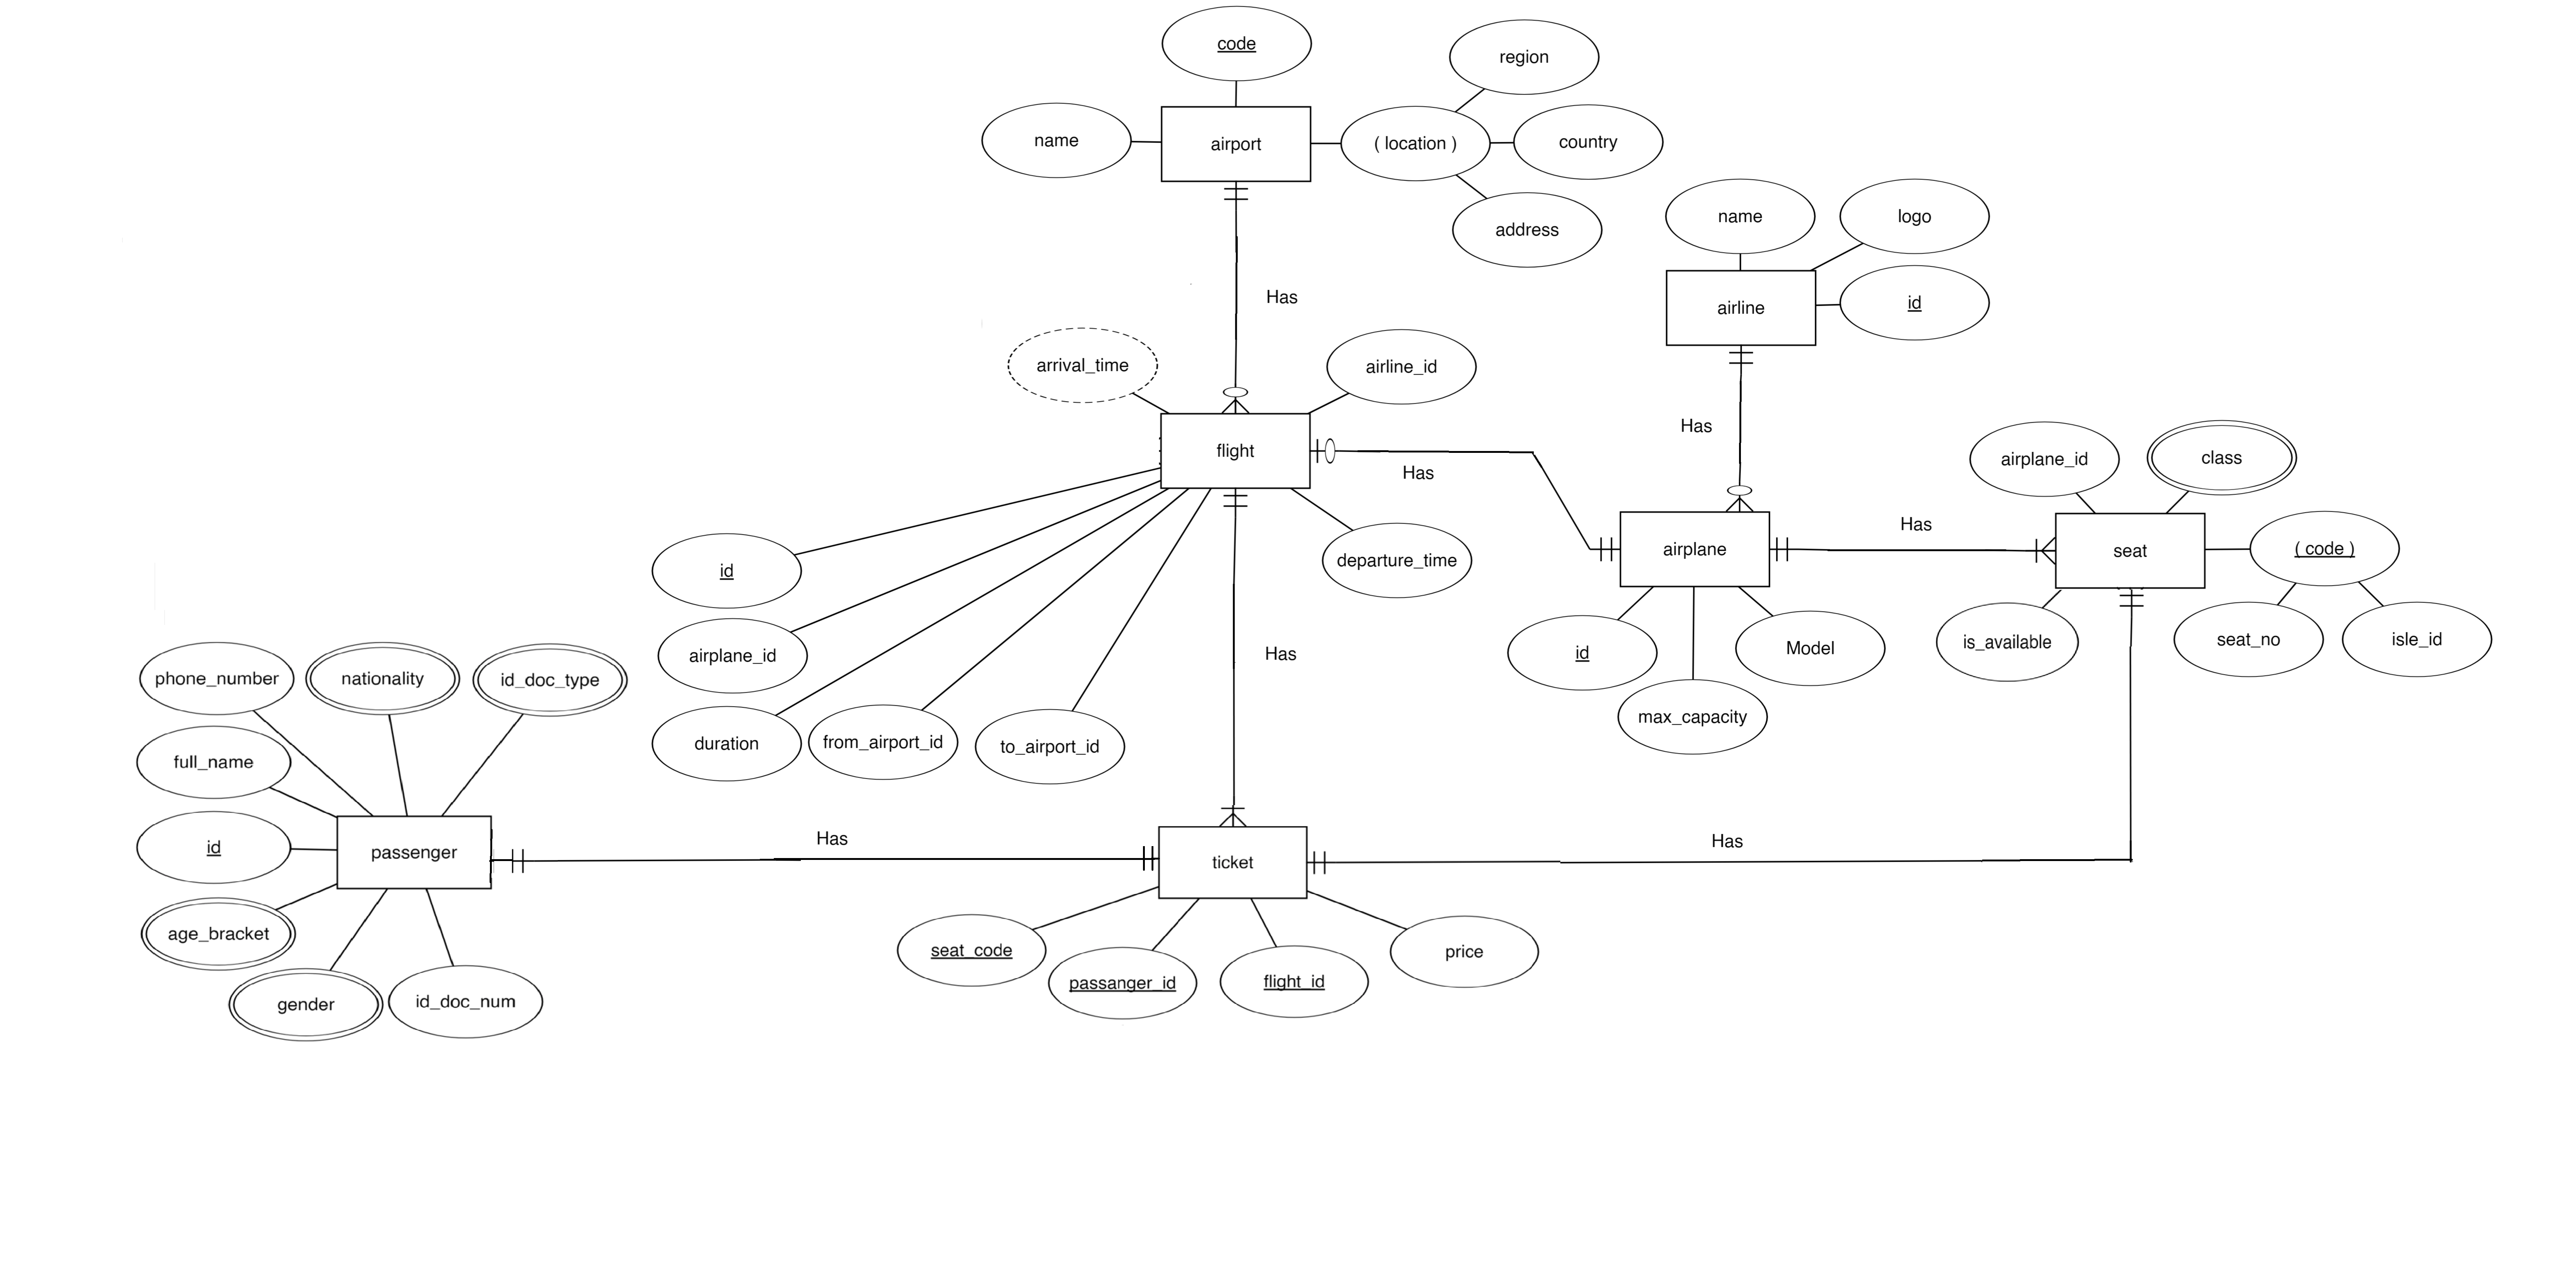 code
region
name
airport
( location )
country
address
name
logo
airline
id
Has
arrival_time
airline_id
flight
Has
Has
airplane_id
class
departure_time
airplane
Has
seat
( code )
id
airplane_id
duration
from_airport_id
to_airport_id
Has
id
max_capacity
Model
is_available
seat_no
isle_id
phone_number
nationality
id_doc_type
full_name
id
passenger
age_bracket
gender
id_doc_num
Has
ticket
Has
seat_code
passanger_id
flight_id
price